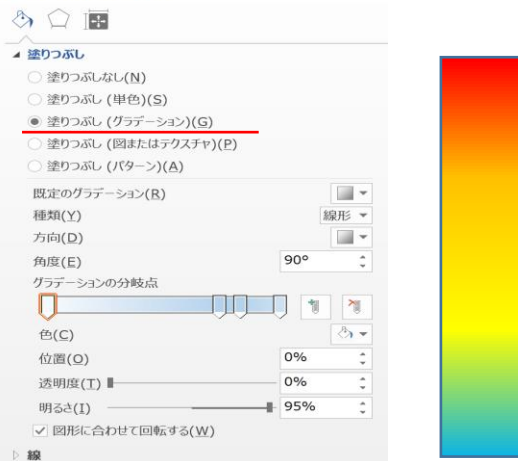 塗りつぶし
塗りつぶしなし(N)
塗りつぶし (単色)(S)
塗りつぶし (グラデーション)(G)
塗りつぶし (図またはテクスチャ)(P)
塗りつぶし (パターン)(A)
既定のグラデーション(R)
種類(Y) 線形
方向(D)
角度(E) 90°
グラデーションの分岐点
色(C)
位置(O) 0%
透明度(T) 0%
明るさ(I) 95%
図形に合わせて回転する(W)
線